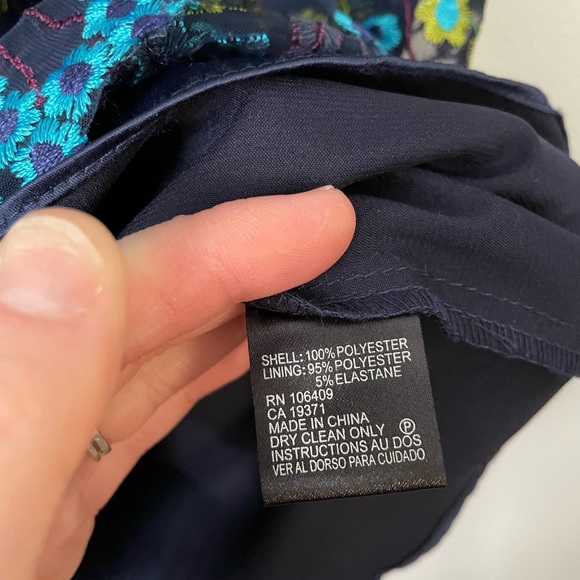 SHELL: 100% POLYESTER
LINING: 95% POLYESTER
5% ELASTANE
RN 106409
CA 19371
MADE IN CHINA
DRY CLEAN ONLY Ⓟ
INSTRUCTIONS AU DOS
VER AL DORSO PARA CUIDADO